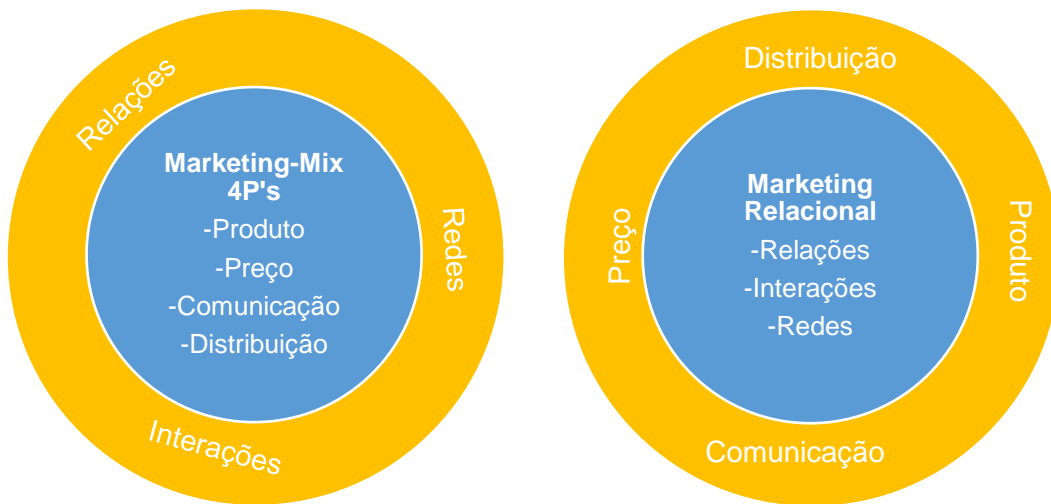 Relações
Marketing-Mix
4P's
-Produto
-Preço
-Comunicação
-Distribuição
Redes
Interações
Distribuição
Preço
Marketing
Relacional
-Relações
-Interações
-Redes
Produto
Comunicação